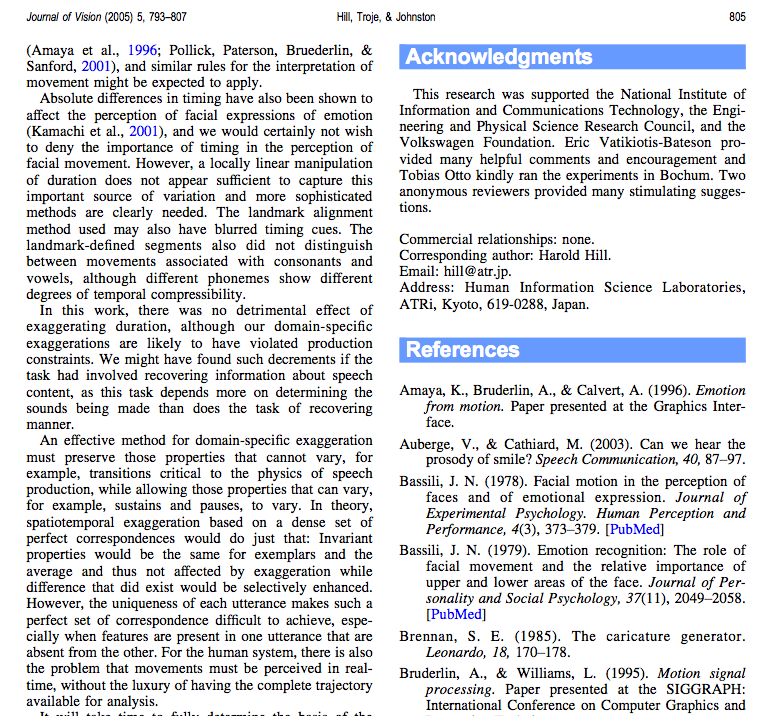 Journal of Vision (2005) 5, 793–807
Hill, Troje, & Johnston
805
(Amaya et al., 1996; Pollick, Paterson, Bruederlin, &
Sanford, 2001), and similar rules for the interpretation of
movement might be expected to apply.
Absolute differences in timing have also been shown to
affect the perception of facial expressions of emotion
(Kamachi et al., 2001), and we would certainly not wish
to deny the importance of timing in the perception of
facial movement. However, a locally linear manipulation
of duration does not appear sufficient to capture this
important source of variation and more sophisticated
methods are clearly needed. The landmark alignment
method used may also have blurred timing cues. The
landmark-defined segments also did not distinguish
between movements associated with consonants and
vowels, although different phonemes show different
degrees of temporal compressibility.
In this work, there was no detrimental effect of
exaggerating duration, although our domain-specific
exaggerations are likely to have violated production
constraints. We might have found such decrements if the
task had involved recovering information about speech
content, as this task depends more on determining the
sounds being made than does the task of recovering
manner.
An effective method for domain-specific exaggeration
must preserve those properties that cannot vary, for
example, transitions critical to the physics of speech
production, while allowing those properties that can vary,
for example, sustains and pauses, to vary. In theory,
spatiotemporal exaggeration based on a dense set of
perfect correspondences would do just that: Invariant
properties would be the same for exemplars and the
average and thus not affected by exaggeration while
difference that did exist would be selectively enhanced.
However, the uniqueness of each utterance makes such a
perfect set of correspondence difficult to achieve, espe-
cially when features are present in one utterance that are
absent from the other. For the human system, there is also
the problem that movements must be perceived in real-
time, without the luxury of having the complete trajectory
available for analysis.
It will take time to fully determine the basis of the
Acknowledgments
This research was supported the National Institute of
Information and Communications Technology, the Engi-
neering and Physical Science Research Council, and the
Volkswagen Foundation. Eric Vatikiotis-Bateson pro-
vided many helpful comments and encouragement and
Tobias Otto kindly ran the experiments in Bochum. Two
anonymous reviewers provided many stimulating sugges-
tions.
Commercial relationships: none.
Corresponding author: Harold Hill.
Email: hill@atr.jp.
Address: Human Information Science Laboratories,
ATRi, Kyoto, 619-0288, Japan.
References
Amaya, K., Bruderlin, A., & Calvert, A. (1996). Emotion
from motion. Paper presented at the Graphics Inter-
face.
Auberge, V., & Cathiard, M. (2003). Can we hear the
prosody of smile? Speech Communication, 40, 87–97.
Bassili, J. N. (1978). Facial motion in the perception of
faces and of emotional expression. Journal of
Experimental Psychology. Human Perception and
Performance, 4(3), 373–379. [PubMed]
Bassili, J. N. (1979). Emotion recognition: The role of
facial movement and the relative importance of
upper and lower areas of the face. Journal of Per-
sonality and Social Psychology, 37(11), 2049–2058.
[PubMed]
Brennan, S. E. (1985). The caricature generator.
Leonardo, 18, 170–178.
Bruderlin, A., & Williams, L. (1995). Motion signal
processing. Paper presented at the SIGGRAPH:
International Conference on Computer Graphics and